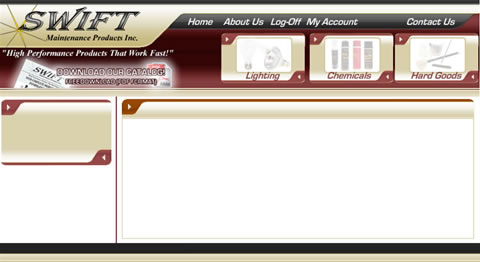 SWIFT
Maintenance Products Inc.
"High Performance Products That Work Fast!"
Home About Us Log-Off My Account Contact Us
DOWNLOAD OUR CATALOG!
FREE DOWNLOAD (PDF FORMAT)
Lighting
Chemicals
Hard Goods